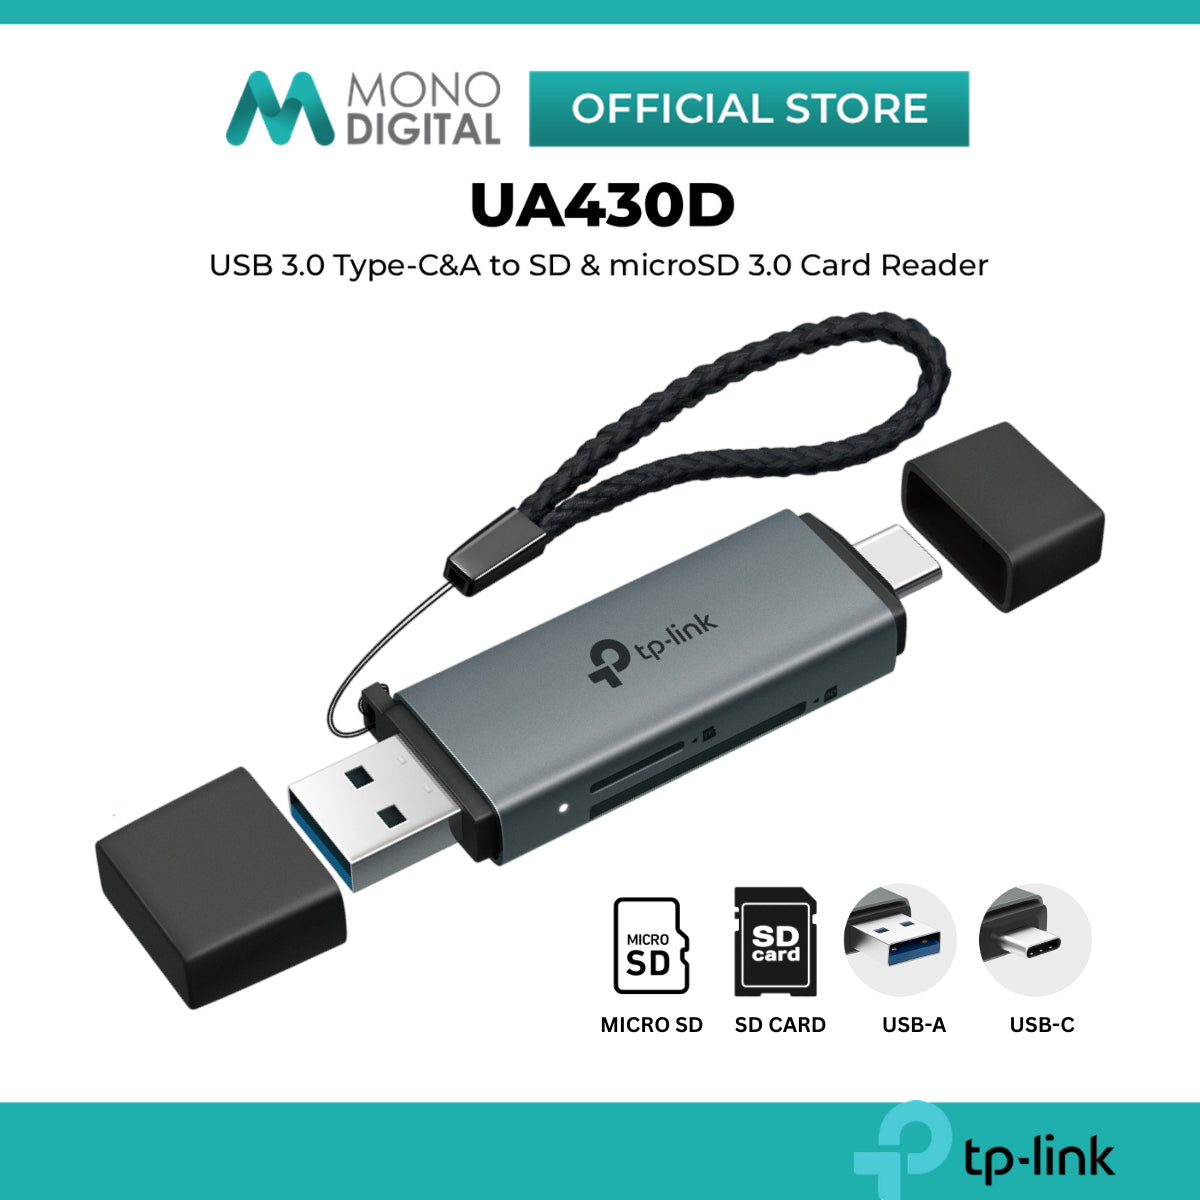 MONO
DIGITAL
OFFICIAL STORE
UA430D
USB 3.0 Type-C&A to SD & microSD 3.0 Card Reader
tp-link
MICRO
SD
SD
card
MICRO SD
SD CARD
USB-A
USB-C
tp-link